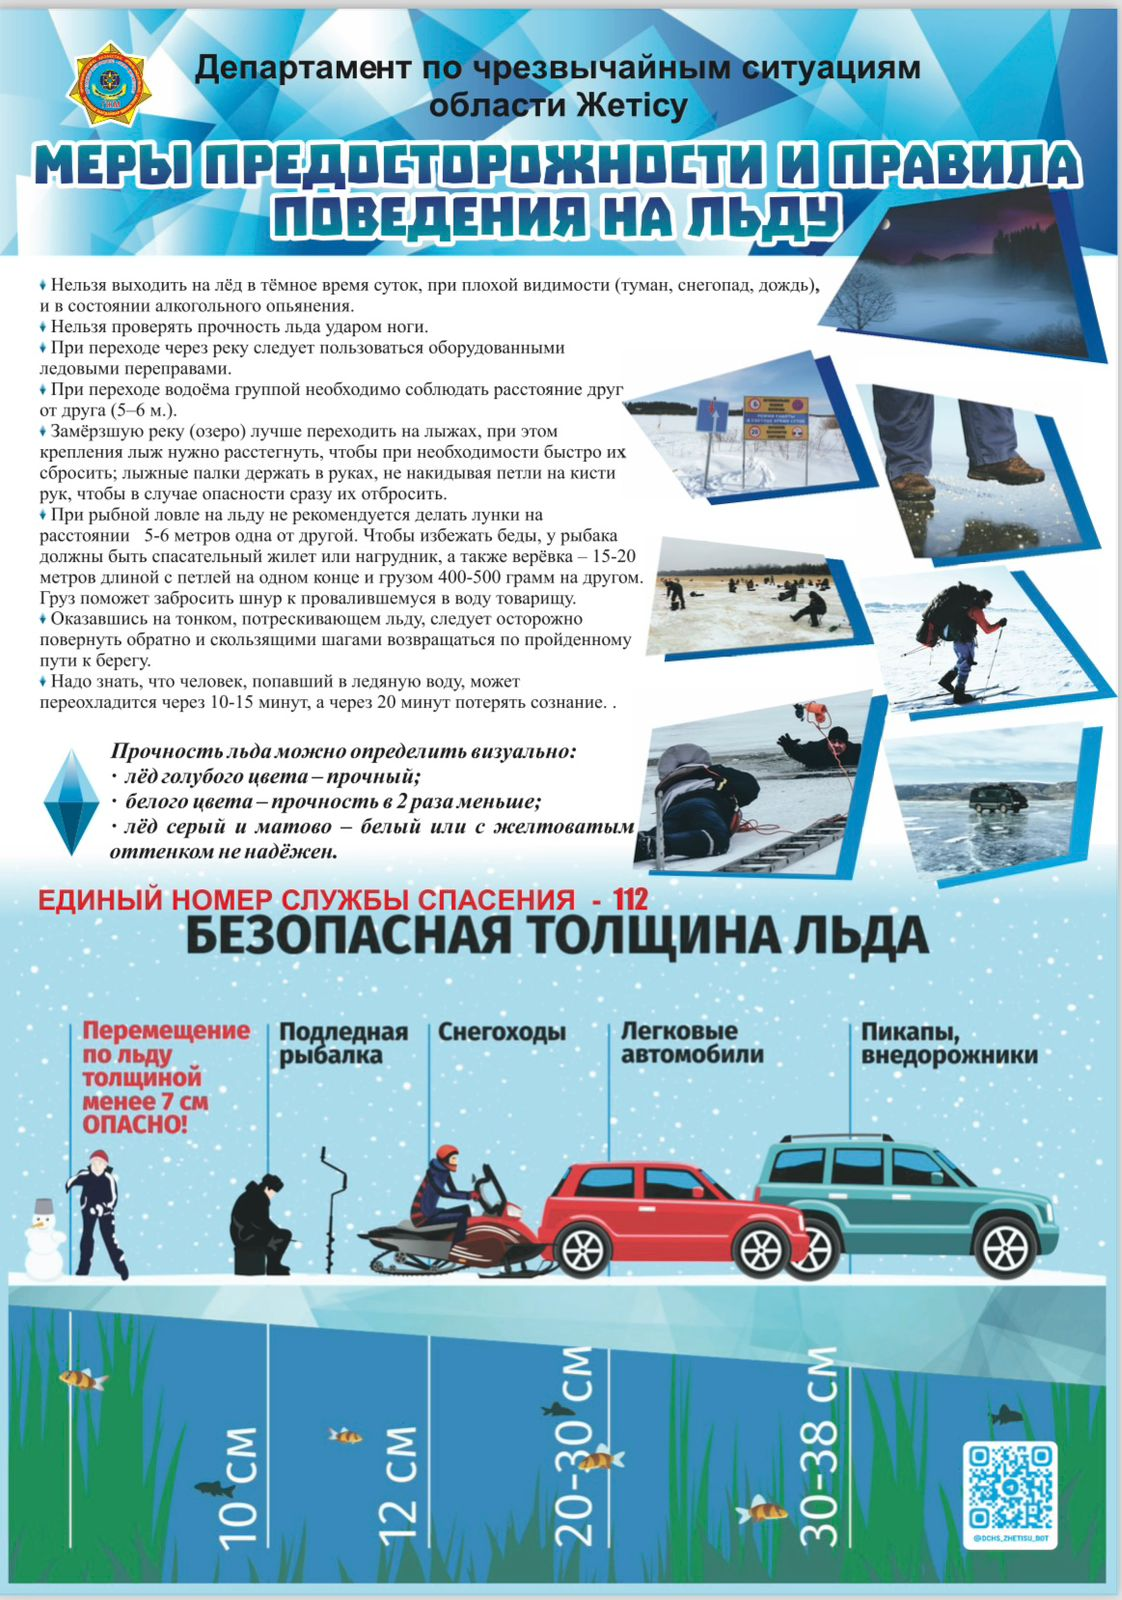 Департамент по чрезвычайным ситуациям
области Жетісу
МЕРЫ ПРЕДОСТОРОЖНОСТИ И ПРАВИЛА
ПОВЕДЕНИЯ НА ЛЬДУ
Нельзя выходить на лёд в тёмное время суток, при плохой видимости (туман, снегопад, дождь),
и в состоянии алкогольного опьянения.
Нельзя проверять прочность льда ударом ноги.
При переходе через реку следует пользоваться оборудованными
ледовыми переправами.
При переходе водоёма группой необходимо соблюдать расстояние друг
от друга (5–6 м.).
Замёрзшую реку (озеро) лучше переходить на лыжах, при этом
крепления лыж нужно расстегнуть, чтобы при необходимости быстро их
сбросить; лыжные палки держать в руках, не накидывая петли на кисти
рук, чтобы в случае опасности сразу их отбросить.
При рыбной ловле на льду не рекомендуется делать лунки на
расстоянии 5-6 метров одна от другой. Чтобы избежать беды, у рыбака
должны быть спасательный жилет или нагрудник, а также верёвка – 15-20
метров длиной с петлей на одном конце и грузом 400-500 грамм на другом.
Груз поможет забросить шнур к провалившемуся в воду товарищу.
Оказавшись на тонком, потрескивающем льду, следует осторожно
повернуть обратно и скользящими шагами возвращаться по пройденному
пути к берегу.
Надо знать, что человек, попавший в ледяную воду, может
переохладится через 10-15 минут, а через 20 минут потерять сознание. .
Прочность льда можно определить визуально:
· лёд голубого цвета – прочный;
· белого цвета – прочность в 2 раза меньше;
· лёд серый и матово – белый или с желтоватым
оттенком не надёжен.
ЕДИНЫЙ НОМЕР СЛУЖБЫ СПАСЕНИЯ - 112
БЕЗОПАСНАЯ ТОЛЩИНА ЛЬДА
Перемещение
по льду
толщиной
менее 7 см
ОПАСНО!
Подледная
рыбалка
Снегоходы
Легковые
автомобили
Пикапы,
внедорожники
10 см
12 см
20-30 см
30-38 см
@DCHS_ZHETISU_BOT